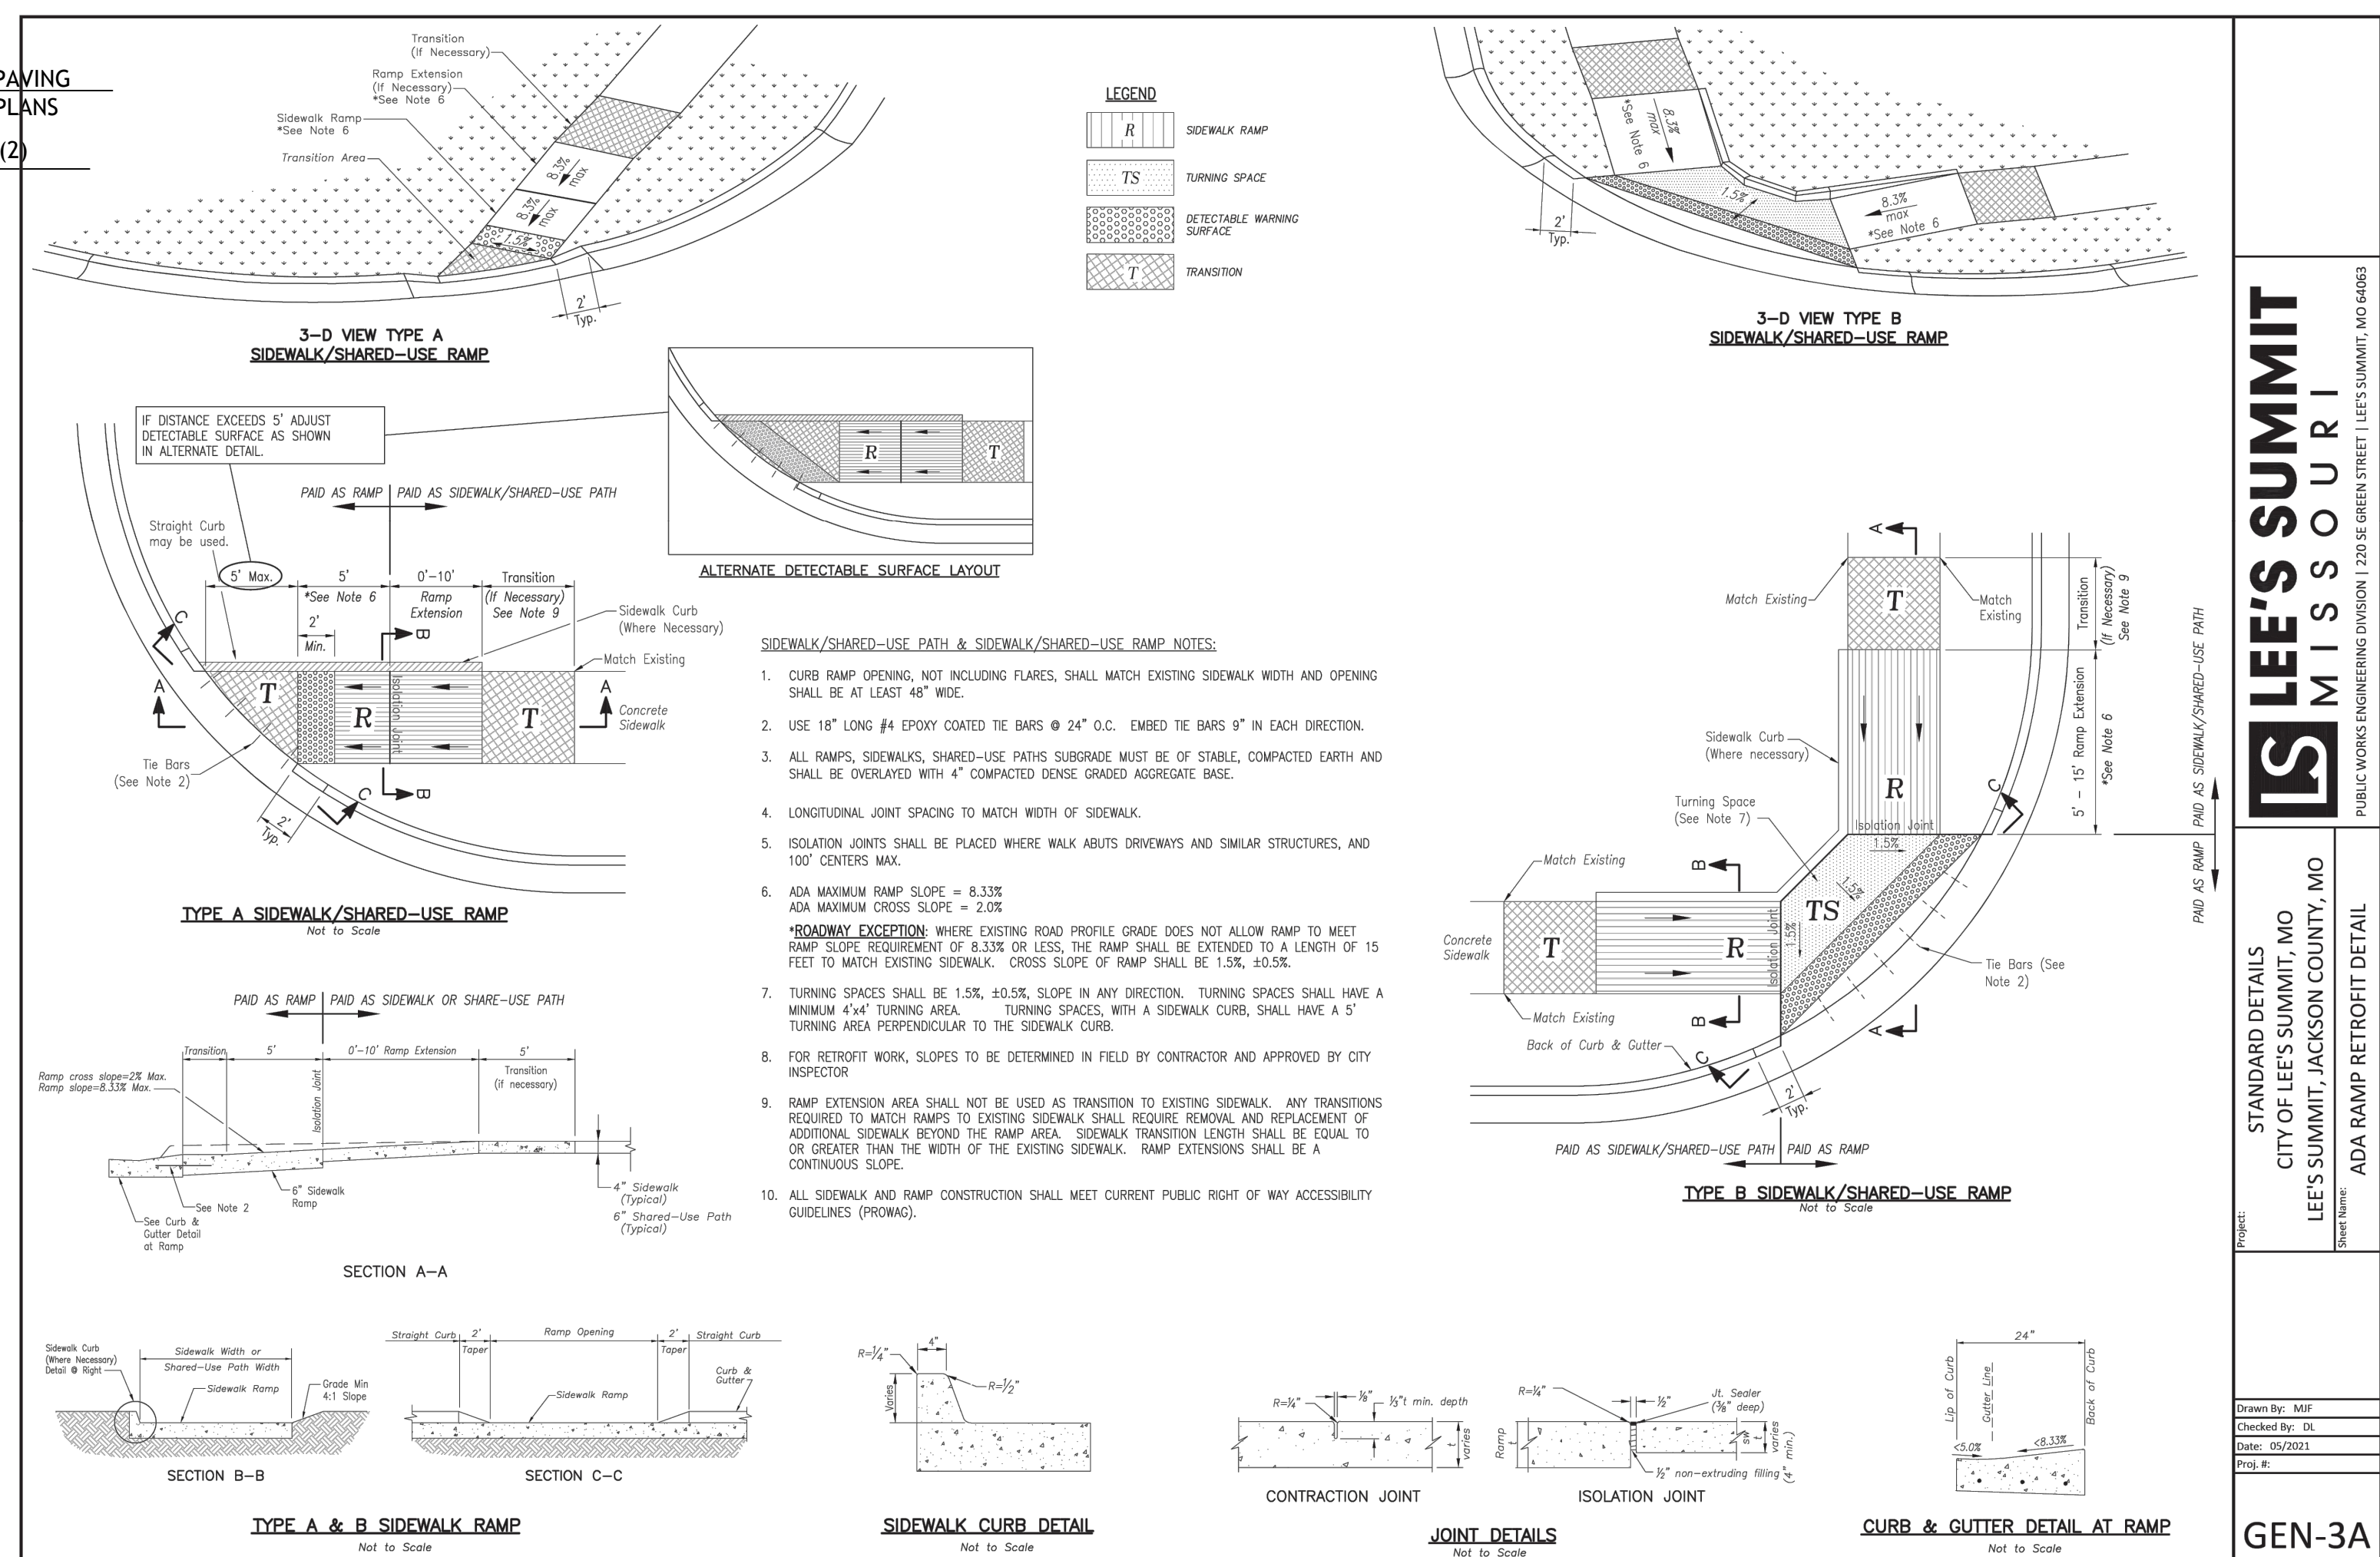 PAVING
PLANS
(2)
Transition
(If Necessary)
Ramp Extension
(If Necessary)
*See Note 6
Sidewalk Ramp
*See Note 6
Transition Area
8.3%
max
8.3%
max
1.5%
2'
Typ.
3-D VIEW TYPE A
SIDEWALK/SHARED-USE RAMP
LEGEND
R SIDEWALK RAMP
TS TURNING SPACE
DETECTABLE WARNING
SURFACE
T TRANSITION
*See Note 6
8.3%
max
1.5%
8.3%
max
*See Note 6
2'
Typ.
3-D VIEW TYPE B
SIDEWALK/SHARED-USE RAMP
IF DISTANCE EXCEEDS 5' ADJUST
DETECTABLE SURFACE AS SHOWN
IN ALTERNATE DETAIL.
R
T
ALTERNATE DETECTABLE SURFACE LAYOUT
PAID AS RAMP
PAID AS SIDEWALK/SHARED-USE PATH
Straight Curb
may be used.
5' Max.
5'
*See Note 6
0'-10'
Ramp
Extension
Transition
(If Necessary)
See Note 9
2'
Min.
Sidewalk Curb
(Where Necessary)
Match Existing
Concrete
Sidewalk
C
A
B
T
R
Isolation Joint
T
A
Tie Bars
(See Note 2)
C
B
2'
Typ.
TYPE A SIDEWALK/SHARED-USE RAMP
Not to Scale
SIDEWALK/SHARED-USE PATH & SIDEWALK/SHARED-USE RAMP NOTES:
1. CURB RAMP OPENING, NOT INCLUDING FLARES, SHALL MATCH EXISTING SIDEWALK WIDTH AND OPENING
SHALL BE AT LEAST 48" WIDE.
2. USE 18" LONG #4 EPOXY COATED TIE BARS @ 24" O.C. EMBED TIE BARS 9" IN EACH DIRECTION.
3. ALL RAMPS, SIDEWALKS, SHARED-USE PATHS SUBGRADE MUST BE OF STABLE, COMPACTED EARTH AND
SHALL BE OVERLAYED WITH 4" COMPACTED DENSE GRADED AGGREGATE BASE.
4. LONGITUDINAL JOINT SPACING TO MATCH WIDTH OF SIDEWALK.
5. ISOLATION JOINTS SHALL BE PLACED WHERE WALK ABUTS DRIVEWAYS AND SIMILAR STRUCTURES, AND
100' CENTERS MAX.
6. ADA MAXIMUM RAMP SLOPE = 8.33%
ADA MAXIMUM CROSS SLOPE = 2.0%
*ROADWAY EXCEPTION: WHERE EXISTING ROAD PROFILE GRADE DOES NOT ALLOW RAMP TO MEET
RAMP SLOPE REQUIREMENT OF 8.33% OR LESS, THE RAMP SHALL BE EXTENDED TO A LENGTH OF 15
FEET TO MATCH EXISTING SIDEWALK. CROSS SLOPE OF RAMP SHALL BE 1.5%, ±0.5%.
7. TURNING SPACES SHALL BE 1.5%, ±0.5%, SLOPE IN ANY DIRECTION. TURNING SPACES SHALL HAVE A
MINIMUM 4'x4' TURNING AREA. TURNING SPACES, WITH A SIDEWALK CURB, SHALL HAVE A 5'
TURNING AREA PERPENDICULAR TO THE SIDEWALK CURB.
8. FOR RETROFIT WORK, SLOPES TO BE DETERMINED IN FIELD BY CONTRACTOR AND APPROVED BY CITY
INSPECTOR
9. RAMP EXTENSION AREA SHALL NOT BE USED AS TRANSITION TO EXISTING SIDEWALK. ANY TRANSITIONS
REQUIRED TO MATCH RAMPS TO EXISTING SIDEWALK SHALL REQUIRE REMOVAL AND REPLACEMENT OF
ADDITIONAL SIDEWALK BEYOND THE RAMP AREA. SIDEWALK TRANSITION LENGTH SHALL BE EQUAL TO
OR GREATER THAN THE WIDTH OF THE EXISTING SIDEWALK. RAMP EXTENSIONS SHALL BE A
CONTINUOUS SLOPE.
10. ALL SIDEWALK AND RAMP CONSTRUCTION SHALL MEET CURRENT PUBLIC RIGHT OF WAY ACCESSIBILITY
GUIDELINES (PROWAG).
A
Match Existing
Match
Existing
T
Transition
(If Necessary)
See Note 9
Sidewalk Curb
(Where necessary)
5' - 15' Ramp Extension
*See Note 6
R
Turning Space
(See Note 7)
Isolation Joint
1.5%
C
PAID AS RAMP
PAID AS SIDEWALK/SHARED-USE PATH
Match Existing
B
1.5%
TS
1.5%
Isolation Joint
Concrete
Sidewalk
T
R
Tie Bars (See
Note 2)
Match Existing
B
A
Back of Curb & Gutter
C
2'
Typ.
PAID AS SIDEWALK/SHARED-USE PATH
PAID AS RAMP
TYPE B SIDEWALK/SHARED-USE RAMP
Not to Scale
PAID AS RAMP
PAID AS SIDEWALK OR SHARE-USE PATH
Transition
5'
0'-10' Ramp Extension
5'
Transition
(if necessary)
Ramp cross slope=2% Max.
Ramp slope=8.33% Max.
Isolation Joint
6" Sidewalk
Ramp
See Note 2
See Curb &
Gutter Detail
at Ramp
4" Sidewalk
(Typical)
6" Shared-Use Path
(Typical)
SECTION A-A
Sidewalk Curb
(Where Necessary)
Detail @ Right
Sidewalk Width or
Shared-Use Path Width
Sidewalk Ramp
Grade Min
4:1 Slope
SECTION B-B
Straight Curb
2'
Taper
Ramp Opening
2'
Taper
Straight Curb
Curb &
Gutter
Sidewalk Ramp
SECTION C-C
TYPE A & B SIDEWALK RAMP
Not to Scale
4"
R=1/4"
R=1/2"
Varies
SIDEWALK CURB DETAIL
Not to Scale
R=1/4"
1/8"
1/3"t min. depth
t
varies
CONTRACTION JOINT
R=1/4"
1/2"
Jt. Sealer
(3/8" deep)
Ramp
t
sw
t
varies
(4" min.)
1/2" non-extruding filling
ISOLATION JOINT
JOINT DETAILS
Not to Scale
24"
Lip of Curb
Gutter Line
Back of Curb
<5.0%
<8.33%
CURB & GUTTER DETAIL AT RAMP
Not to Scale
LS LEE'S SUMMIT
MISSOURI
PUBLIC WORKS ENGINEERING DIVISION | 220 SE GREEN STREET | LEE'S SUMMIT, MO 64063
Project:
STANDARD DETAILS
CITY OF LEE'S SUMMIT, MO
LEE'S SUMMIT, JACKSON COUNTY, MO
Sheet Name:
ADA RAMP RETROFIT DETAIL
Drawn By: MJF
Checked By: DL
Date: 05/2021
Proj. #:
GEN-3A